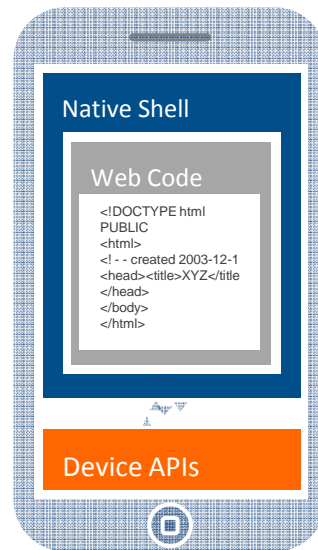 Native Shell
Web Code
<!DOCTYPE html
PUBLIC
<html>
<! - - created 2003-12-1
<head><title>XYZ</title
</head>
</body>
</html>
Device APIs